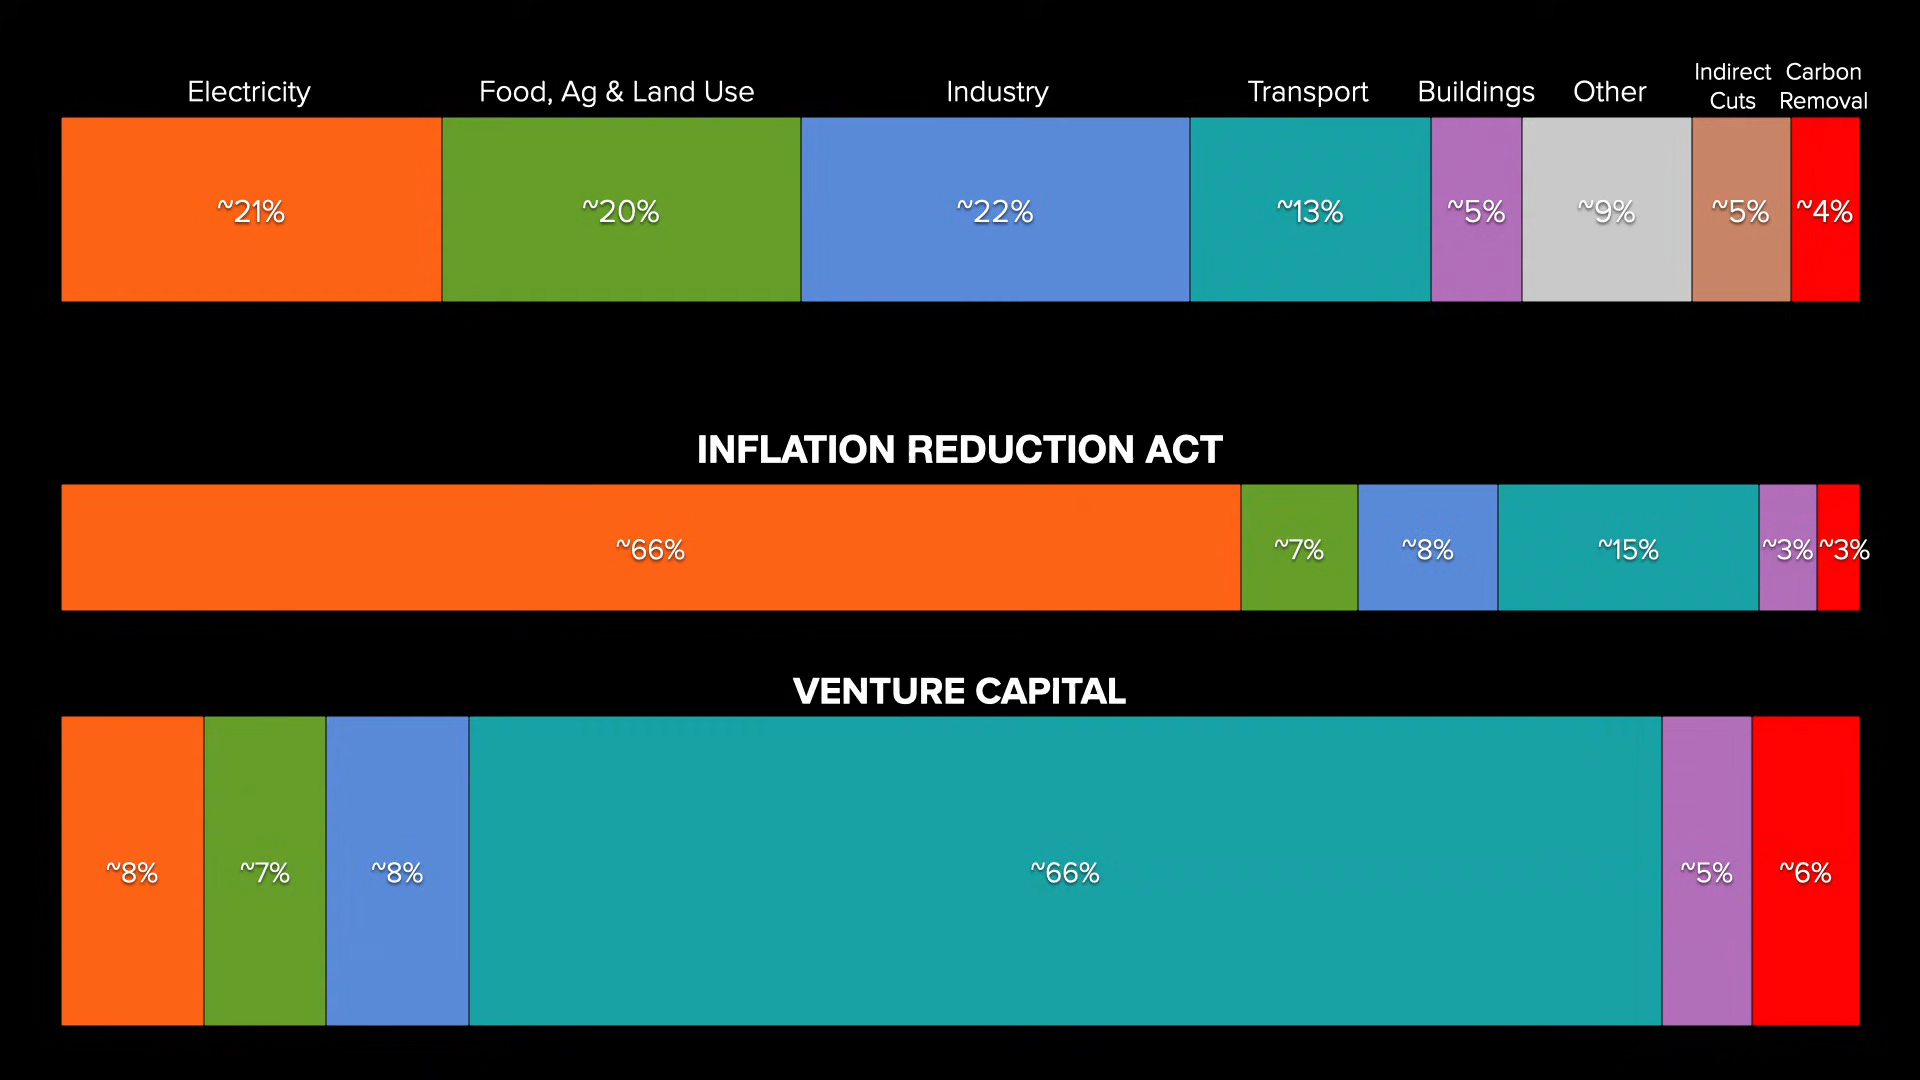 Electricity Food, Ag & Land Use Industry Transport Buildings Other Indirect Cuts Carbon Removal
~21% ~20% ~22% ~13% ~5% ~9% ~5% ~4%
INFLATION REDUCTION ACT
~66% ~7% ~8% ~15% ~3% ~3%
VENTURE CAPITAL
~8% ~7% ~8% ~66% ~5% ~6%